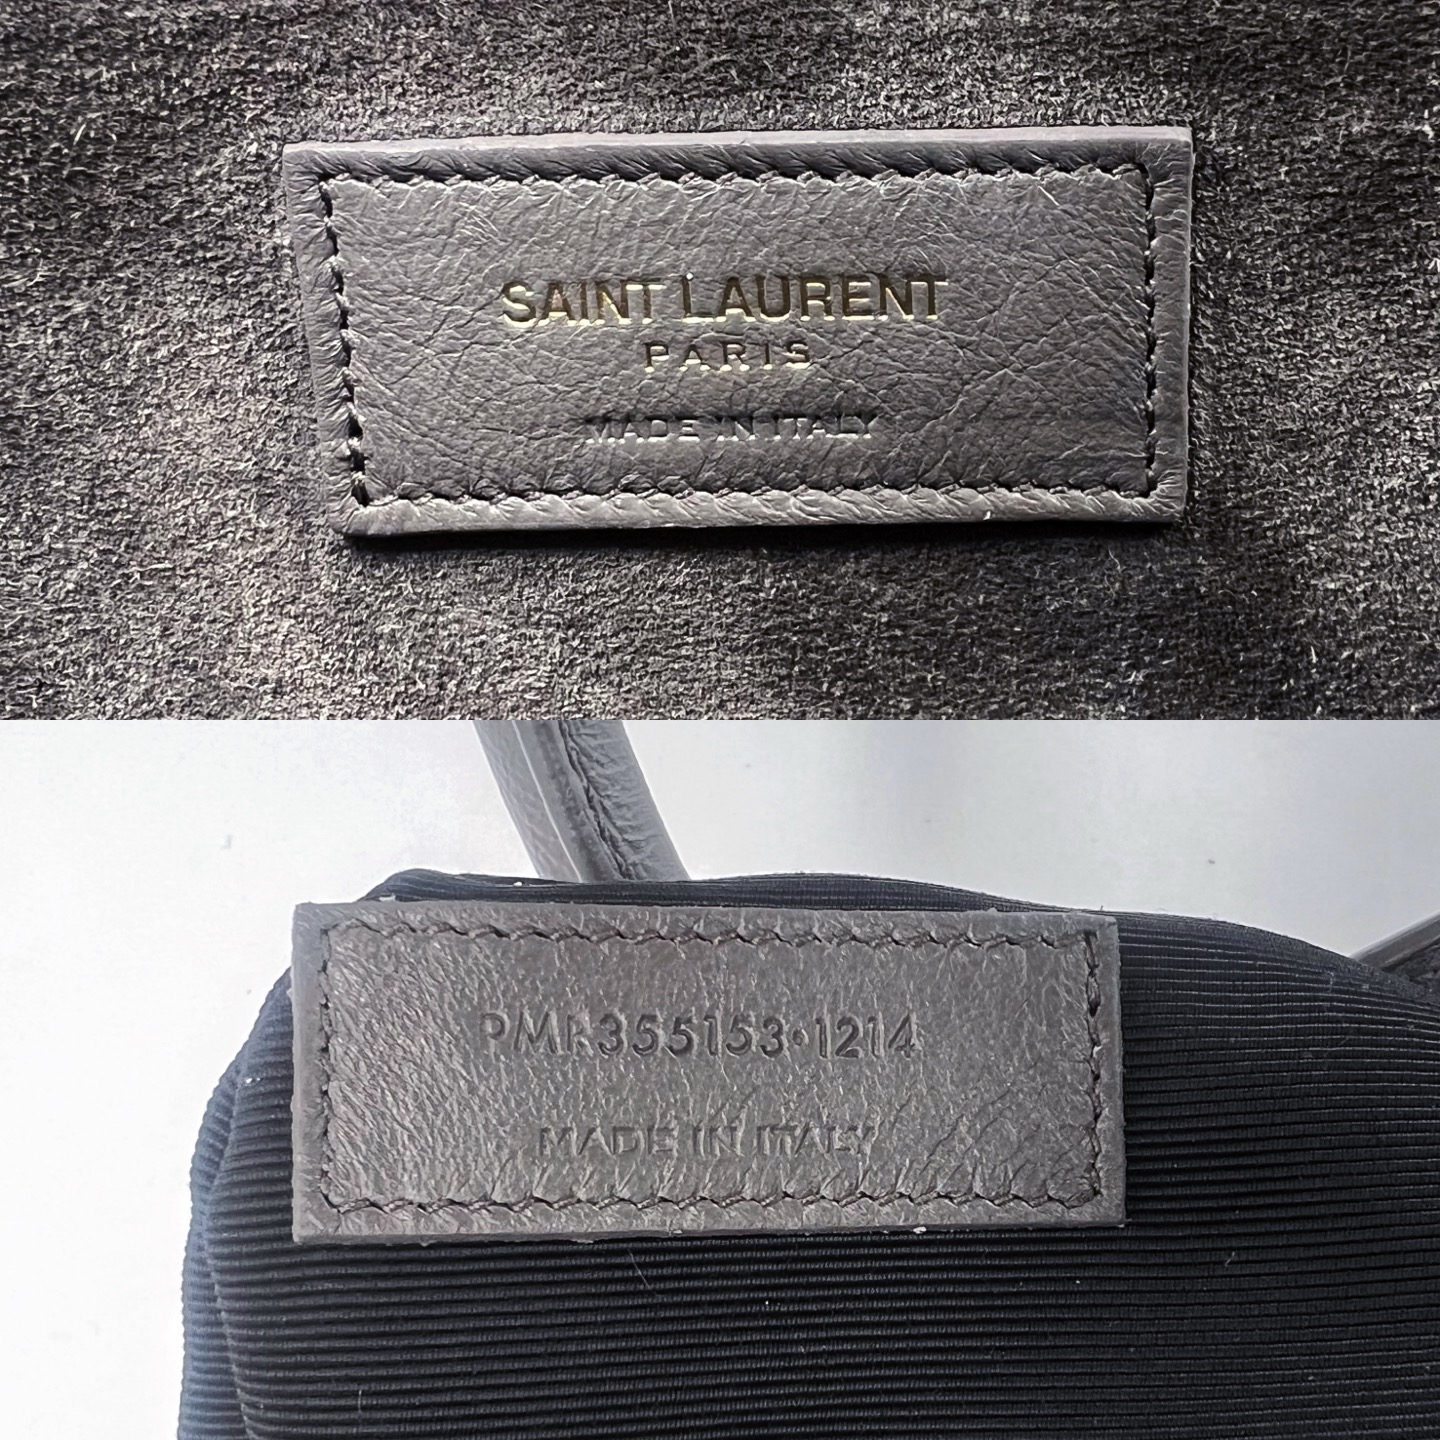 SAINT LAURENT
PARIS
MADE IN ITALY
PMR355153•1214
MADE IN ITALY